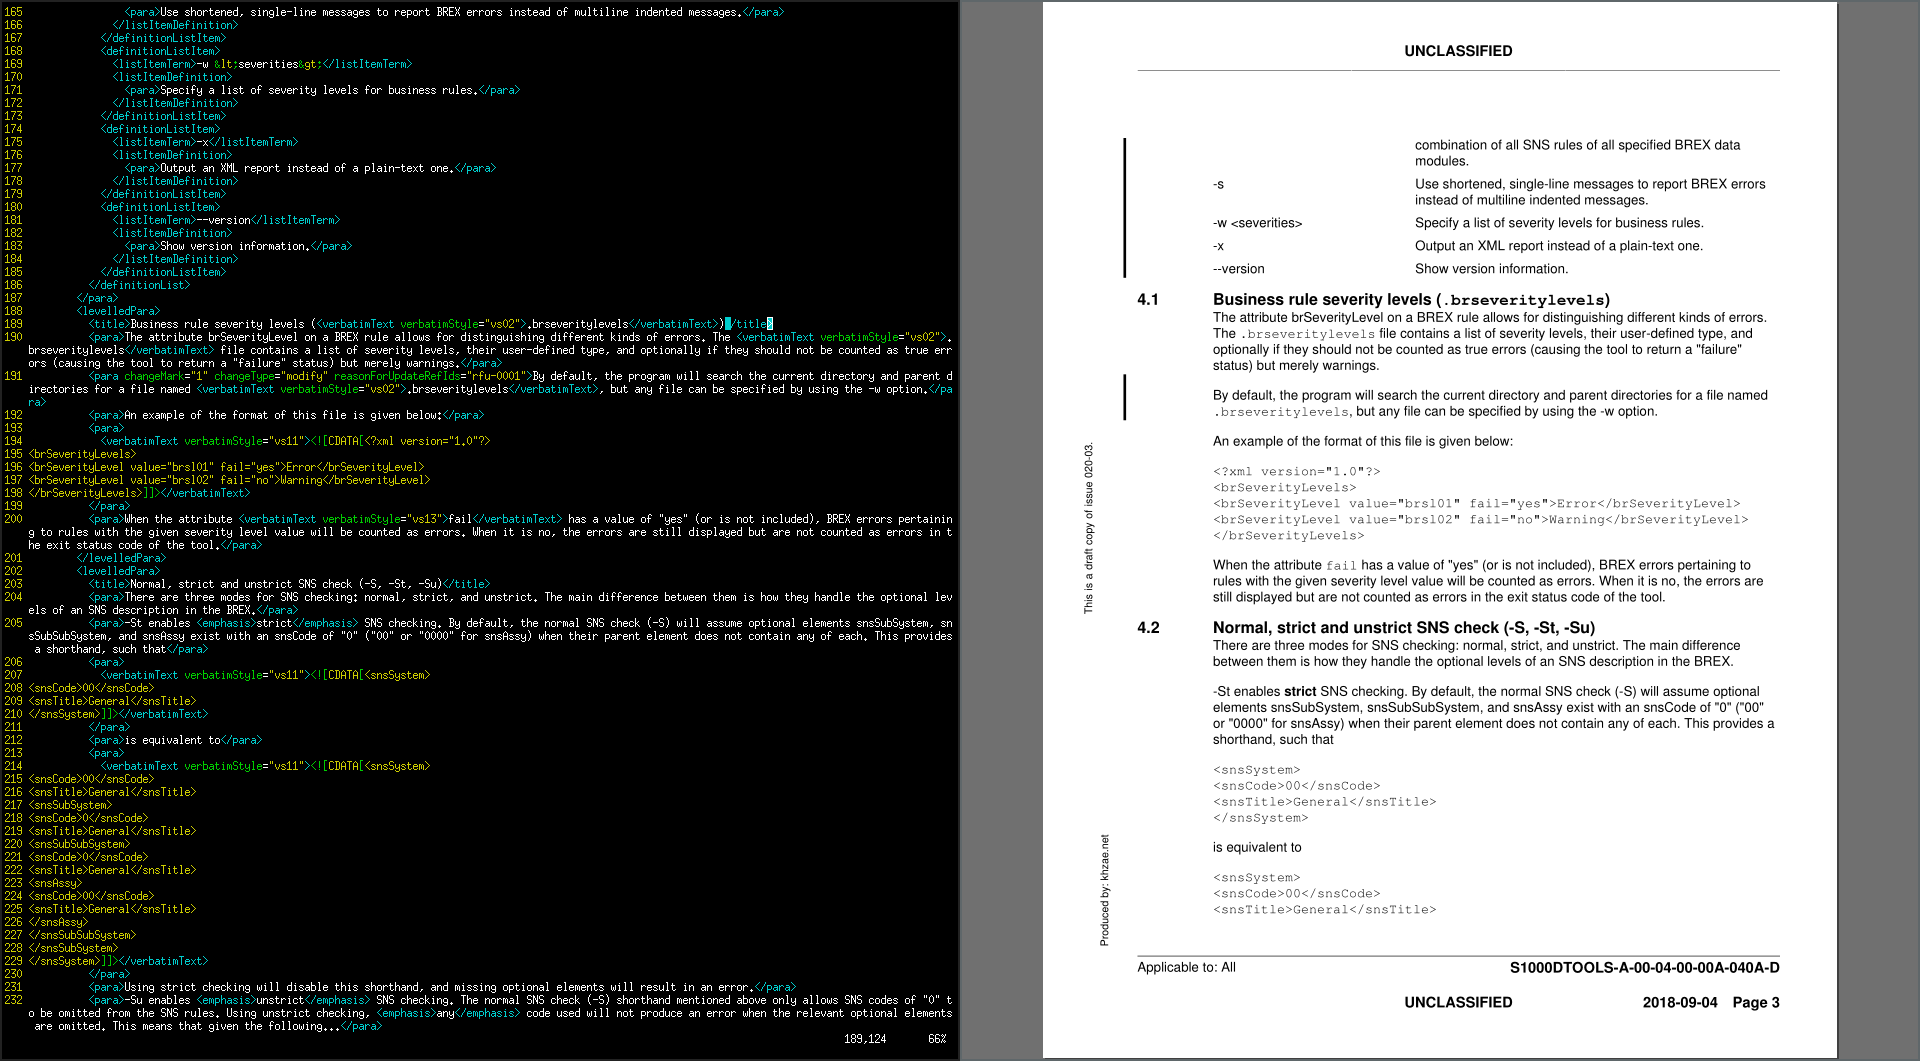 165                 <para>Use shortened, single-line messages to report BREX errors instead of multiline indented messages.</para>
166               </listItemDefinition>
167             </definitionListItem>
168             <definitionListItem>
169               <listItemTerm>-w &lt;severities&gt;</listItemTerm>
170               <listItemDefinition>
171                 <para>Specify a list of severity levels for business rules.</para>
172               </listItemDefinition>
173             </definitionListItem>
174             <definitionListItem>
175               <listItemTerm>-x</listItemTerm>
176               <listItemDefinition>
177                 <para>Output an XML report instead of a plain-text one.</para>
178               </listItemDefinition>
179             </definitionListItem>
180             <definitionListItem>
181               <listItemTerm>--version</listItemTerm>
182               <listItemDefinition>
183                 <para>Show version information.</para>
184               </listItemDefinition>
185             </definitionListItem>
186           </definitionList>
187         </para>
188         <levelledPara>
189           <title>Business rule severity levels (<verbatimText verbatimStyle="vs02">.brseveritylevels</verbatimText>)</title>
190           <para>The attribute brSeverityLevel on a BREX rule allows for distinguishing different kinds of errors. The <verbatimText verbatimStyle="vs02">.
brseveritylevels</verbatimText> file contains a list of severity levels, their user-defined type, and optionally if they should not be counted as true err
ors (causing the tool to return a "failure" status) but merely warnings.</para>
191           <para changeMark="1" changeType="modify" reasonForUpdateRefIds="rfu-0001">By default, the program will search the current directory and parent d
irectories for a file named <verbatimText verbatimStyle="vs02">.brseveritylevels</verbatimText>, but any file can be specified by using the -w option.</pa
ra>
192           <para>An example of the format of this file is given below:</para>
193           <para>
194             <verbatimText verbatimStyle="vs11"><![CDATA[<?xml version="1.0"?>
195 <brSeverityLevels>
196 <brSeverityLevel value="brsl01" fail="yes">Error</brSeverityLevel>
197 <brSeverityLevel value="brsl02" fail="no">Warning</brSeverityLevel>
198 </brSeverityLevels>]]></verbatimText>
199           </para>
200           <para>When the attribute <verbatimText verbatimStyle="vs13">fail</verbatimText> has a value of "yes" (or is not included), BREX errors pertainin
g to rules with the given severity level value will be counted as errors. When it is no, the errors are still displayed but are not counted as errors in t
he exit status code of the tool.</para>
201         </levelledPara>
202         <levelledPara>
203           <title>Normal, strict and unstrict SNS check (-S, -St, -Su)</title>
204           <para>There are three modes for SNS checking: normal, strict, and unstrict. The main difference between them is how they handle the optional lev
els of an SNS description in the BREX.</para>
205           <para>-St enables <emphasis>strict</emphasis> SNS checking. By default, the normal SNS check (-S) will assume optional elements snsSubSystem, sn
sSubSubSystem, and snsAssy exist with an snsCode of "0" ("00" or "0000" for snsAssy) when their parent element does not contain any of each. This provides
 a shorthand, such that</para>
206           <para>
207             <verbatimText verbatimStyle="vs11"><![CDATA[<snsSystem>
208 <snsCode>00</snsCode>
209 <snsTitle>General</snsTitle>
210 </snsSystem>]]></verbatimText>
211           </para>
212           <para>is equivalent to</para>
213           <para>
214             <verbatimText verbatimStyle="vs11"><![CDATA[<snsSystem>
215 <snsCode>00</snsCode>
216 <snsTitle>General</snsTitle>
217 <snsSubSystem>
218 <snsCode>0</snsCode>
219 <snsTitle>General</snsTitle>
220 <snsSubSubSystem>
221 <snsCode>0</snsCode>
222 <snsTitle>General</snsTitle>
223 <snsAssy>
224 <snsCode>00</snsCode>
225 <snsTitle>General</snsTitle>
226 </snsAssy>
227 </snsSubSubSystem>
228 </snsSubSystem>
229 </snsSystem>]]></verbatimText>
230           </para>
231           <para>Using strict checking will disable this shorthand, and missing optional elements will result in an error.</para>
232           <para>-Su enables <emphasis>unstrict</emphasis> SNS checking. The normal SNS check (-S) shorthand mentioned above only allows SNS codes of "0" t
o be omitted from the SNS rules. Using unstrict checking, <emphasis>any</emphasis> code used will not produce an error when the relevant optional elements
 are omitted. This means that given the following...</para>
189,124       66%
UNCLASSIFIED
combination of all SNS rules of all specified BREX data
modules.
-s Use shortened, single-line messages to report BREX errors
instead of multiline indented messages.
-w <severities> Specify a list of severity levels for business rules.
-x Output an XML report instead of a plain-text one.
--version Show version information.
4.1 Business rule severity levels (.brseveritylevels)
The attribute brSeverityLevel on a BREX rule allows for distinguishing different kinds of errors.
The .brseveritylevels file contains a list of severity levels, their user-defined type, and
optionally if they should not be counted as true errors (causing the tool to return a "failure"
status) but merely warnings.
By default, the program will search the current directory and parent directories for a file named
.brseveritylevels, but any file can be specified by using the -w option.
An example of the format of this file is given below:
<?xml version="1.0"?>
<brSeverityLevels>
<brSeverityLevel value="brsl01" fail="yes">Error</brSeverityLevel>
<brSeverityLevel value="brsl02" fail="no">Warning</brSeverityLevel>
</brSeverityLevels>
When the attribute fail has a value of "yes" (or is not included), BREX errors pertaining to
rules with the given severity level value will be counted as errors. When it is no, the errors are
still displayed but are not counted as errors in the exit status code of the tool.
4.2 Normal, strict and unstrict SNS check (-S, -St, -Su)
There are three modes for SNS checking: normal, strict, and unstrict. The main difference
between them is how they handle the optional levels of an SNS description in the BREX.
-St enables strict SNS checking. By default, the normal SNS check (-S) will assume optional
elements snsSubSystem, snsSubSubSystem, and snsAssy exist with an snsCode of "0" ("00"
or "0000" for snsAssy) when their parent element does not contain any of each. This provides a
shorthand, such that
<snsSystem>
<snsCode>00</snsCode>
<snsTitle>General</snsTitle>
</snsSystem>
is equivalent to
<snsSystem>
<snsCode>00</snsCode>
<snsTitle>General</snsTitle>
This is a draft copy of issue 020-03.
Produced by: khzae.net
Applicable to: All S1000DTOOLS-A-00-04-00-00A-040A-D
UNCLASSIFIED 2018-09-04 Page 3